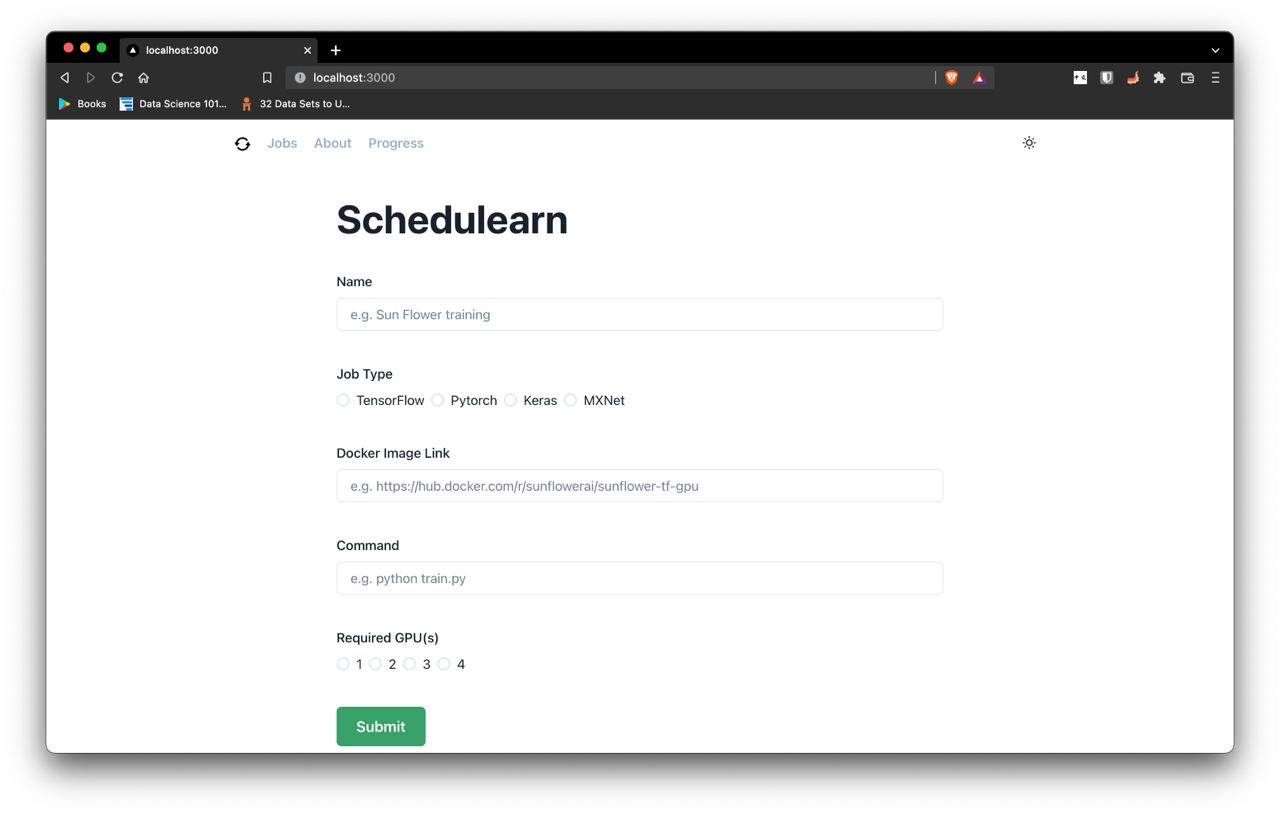 localhost:3000
localhost:3000
Books Data Science 101... 32 Data Sets to U...
Jobs About Progress
Schedulearn
Name
e.g. Sun Flower training
Job Type
TensorFlow Pytorch Keras MXNet
Docker Image Link
e.g. https://hub.docker.com/r/sunflowerai/sunflower-tf-gpu
Command
e.g. python train.py
Required GPU(s)
1 2 3 4
Submit